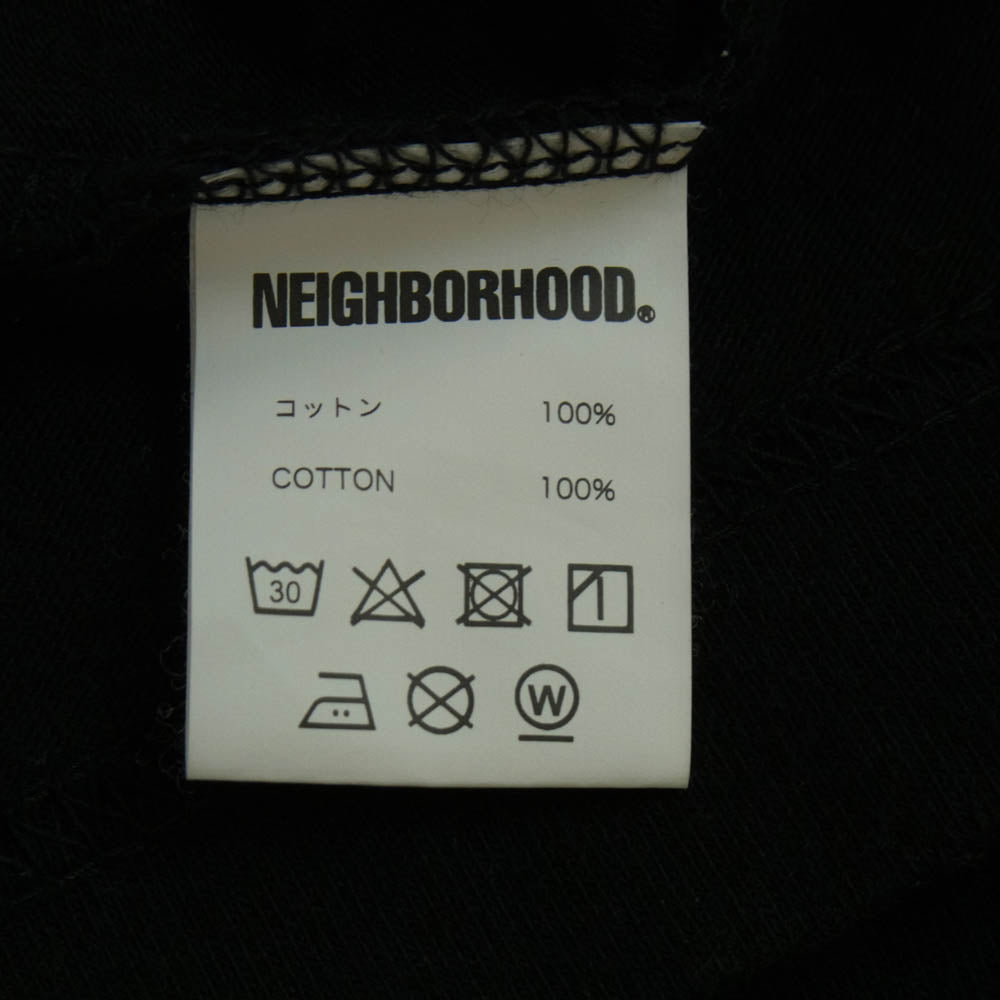 NEIGHBORHOOD®
コットン 100%
COTTON 100%
30
W